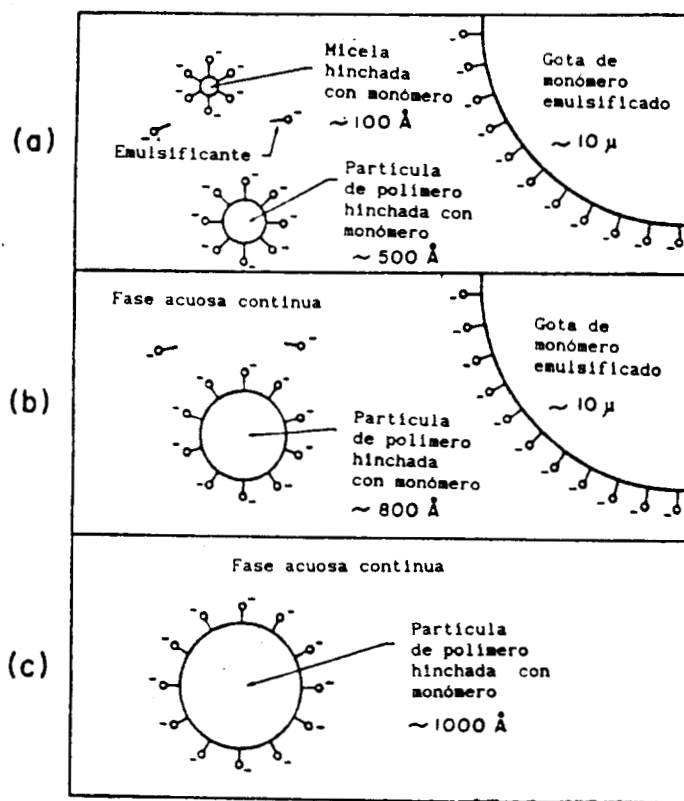 (a)
Micela
hinchada
con monómero
~100 Å
Emulsificante
Partícula
de polímero
hinchada con
monómero
~500 Å
Gota de
monómero
emulsificado
~10 μ
(b)
Fase acuosa continua
Partícula
de polímero
hinchada
con monómero
~800 Å
Gota de
monómero
emulsificado
~10 μ
(c)
Fase acuosa continua
Partícula
de polímero
hinchada con
monómero
~1000 Å